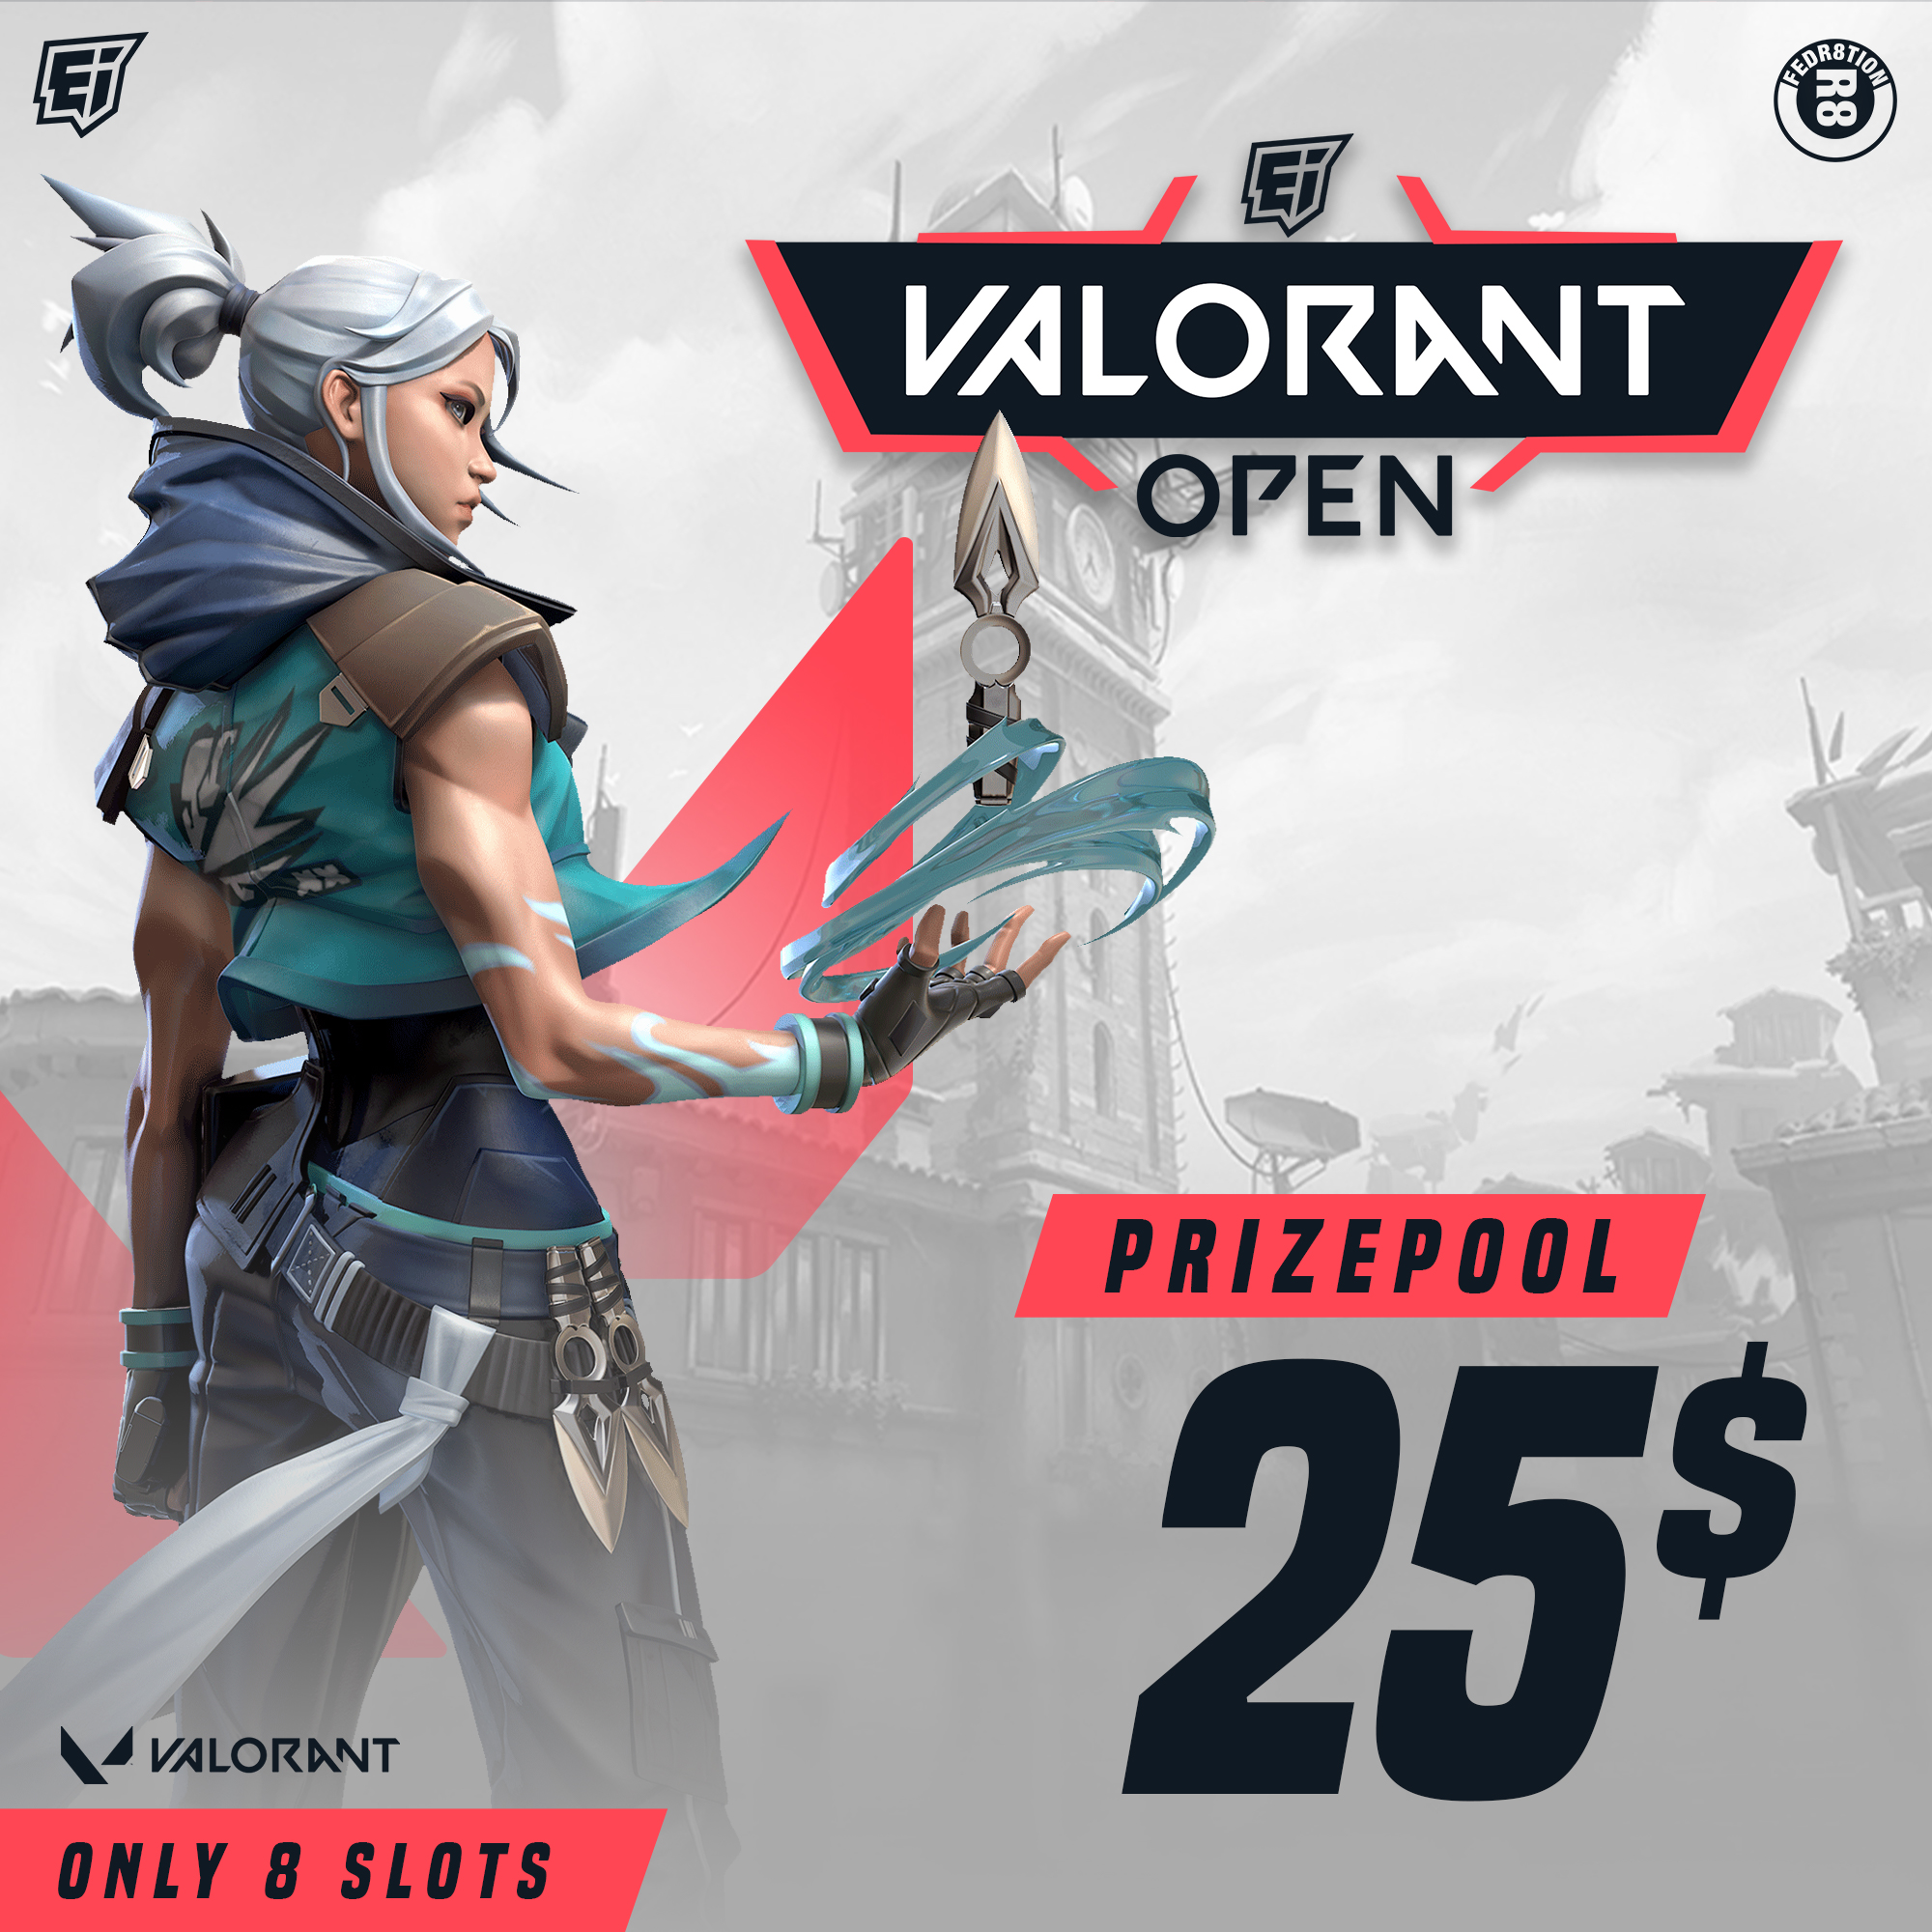 Ei
FEDR8TION
R8
Ei
VALORANT
OPEN
PRIZEPOOL
25$
VALORANT
ONLY 8 SLOTS